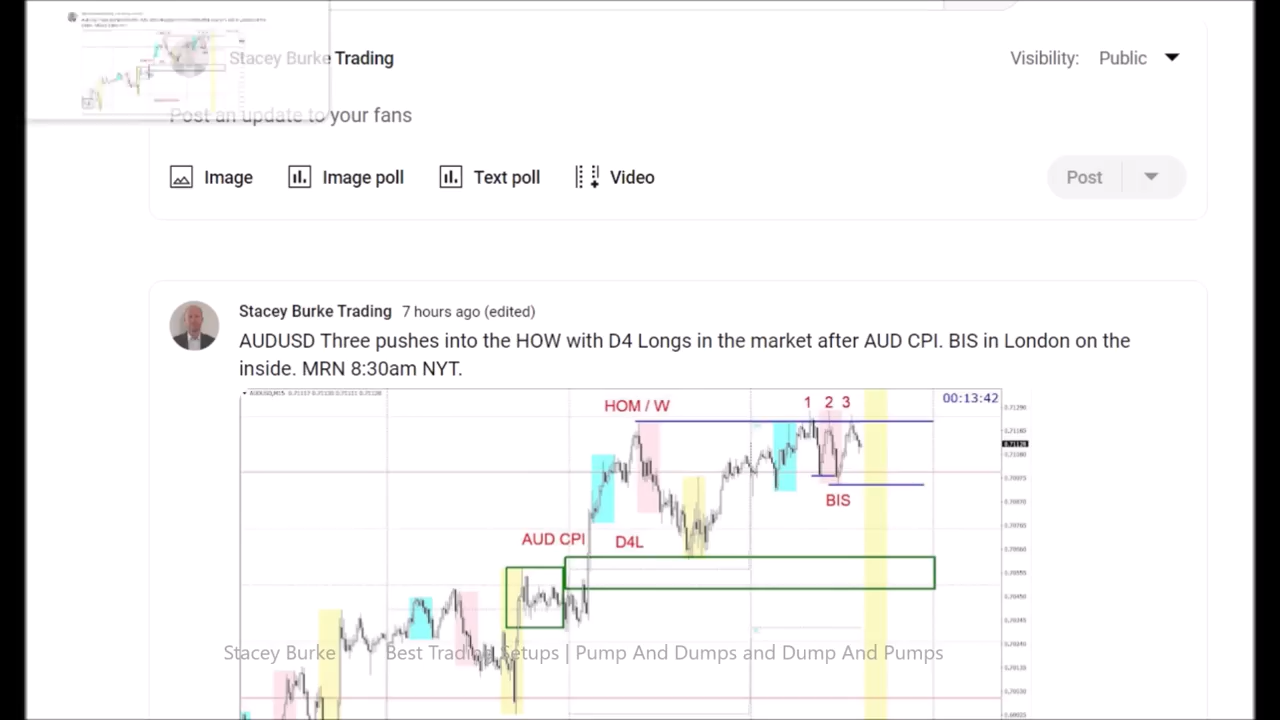 Stacey Burke Trading
Visibility: Public
Post an update to your fans
Image
Image poll
Text poll
Video
Post
Stacey Burke Trading 7 hours ago (edited)
AUDUSD Three pushes into the HOW with D4 Longs in the market after AUD CPI. BIS in London on the
inside. MRN 8:30am NYT.
00:13:42
HOM / W
1 2 3
BIS
AUD CPI
D4L
Stacey Burke Best Trading Setups | Pump And Dumps and Dump And Pumps